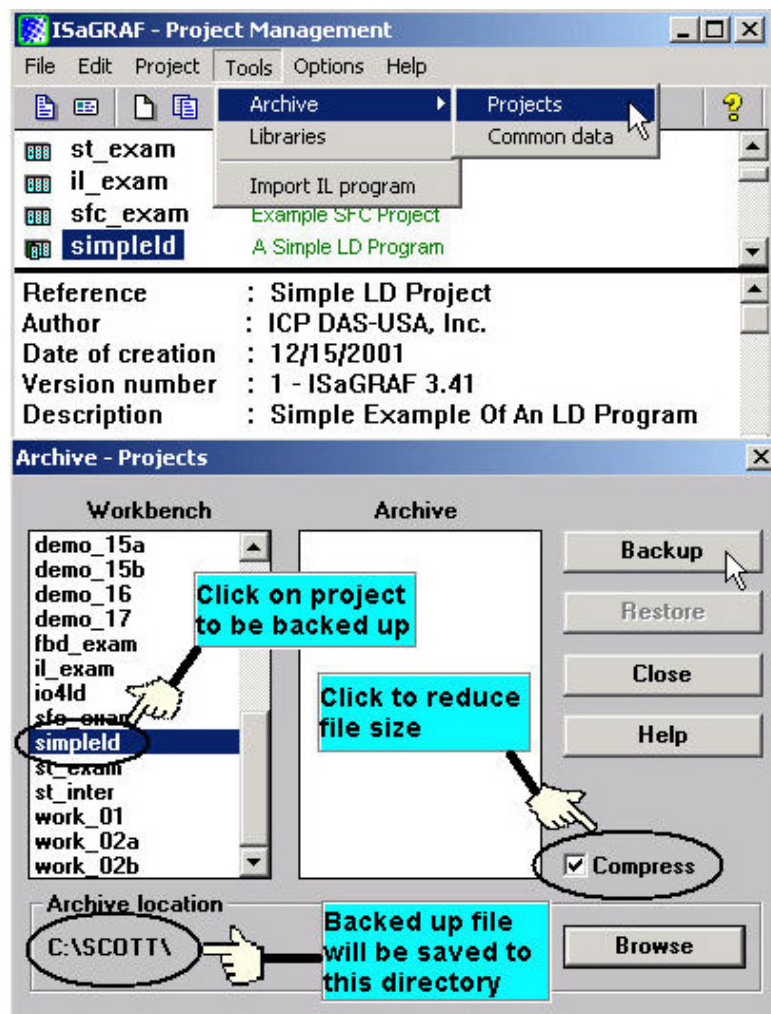 ISaGRAF - Project Management
File Edit Project Tools Options Help
Archive
Projects
Libraries
Common data
Import IL program
st_exam
il_exam
sfc_exam Example SFC Project
simpleld A Simple LD Program
Reference : Simple LD Project
Author : ICP DAS-USA, Inc.
Date of creation : 12/15/2001
Version number : 1 - ISaGRAF 3.41
Description : Simple Example Of An LD Program
Archive - Projects
Workbench
demo_15a
demo_15b
demo_16
demo_17
fbd_exam
il_exam
io4ld
sfc_exam
simpleld
st_exam
st_inter
work_01
work_02a
work_02b
Click on project
to be backed up
Archive
Click to reduce
file size
Backup
Restore
Close
Help
Compress
Archive location
C:\SCOTT\
Backed up file
will be saved to
this directory
Browse